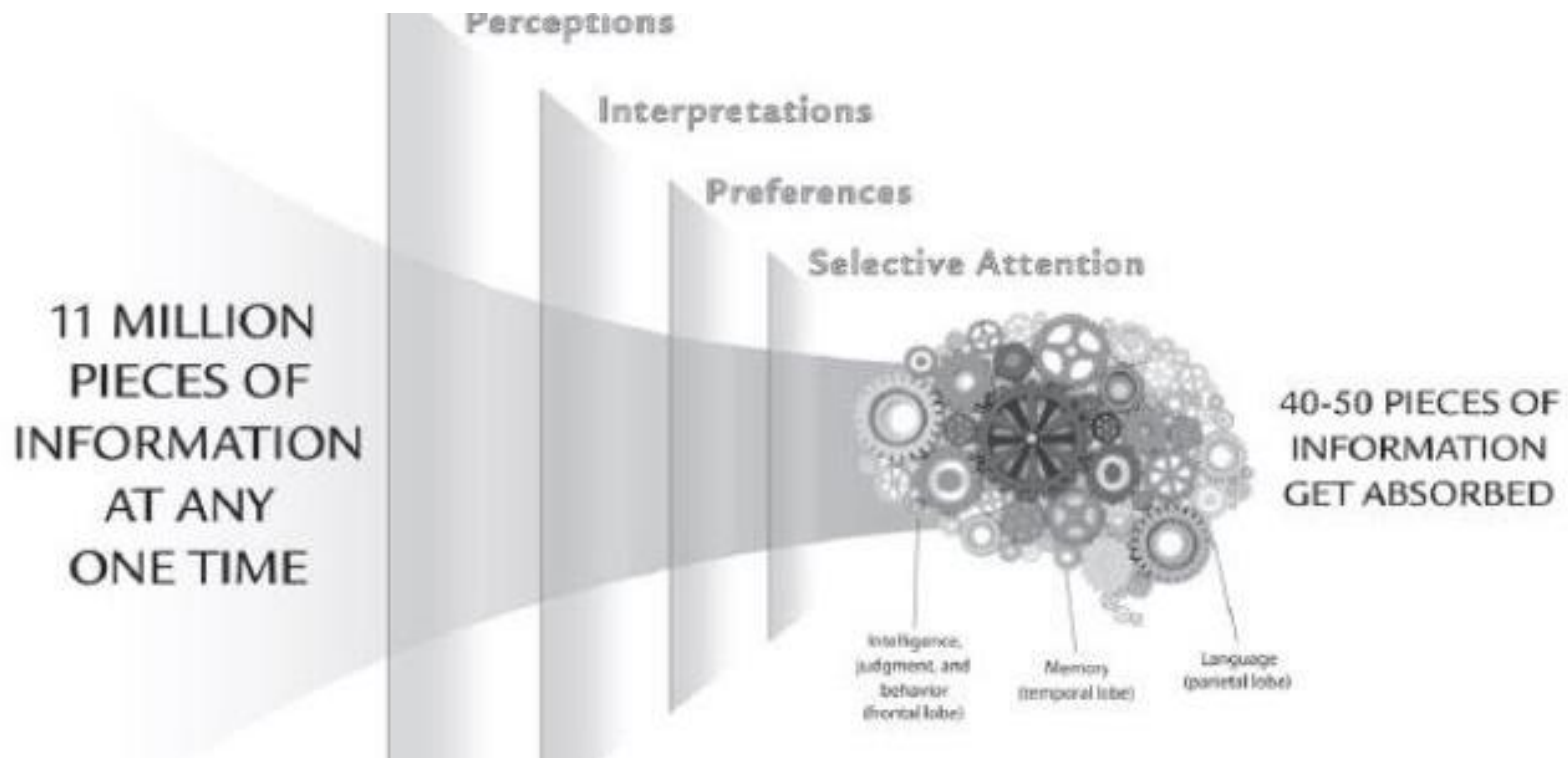 Perceptions
Interpretations
Preferences
Selective Attention
11 MILLION
PIECES OF
INFORMATION
AT ANY
ONE TIME
40-50 PIECES OF
INFORMATION
GET ABSORBED
Intelligence,
judgment, and
behavior
(frontal lobe)
Memory
(temporal lobe)
Language
(parietal lobe)